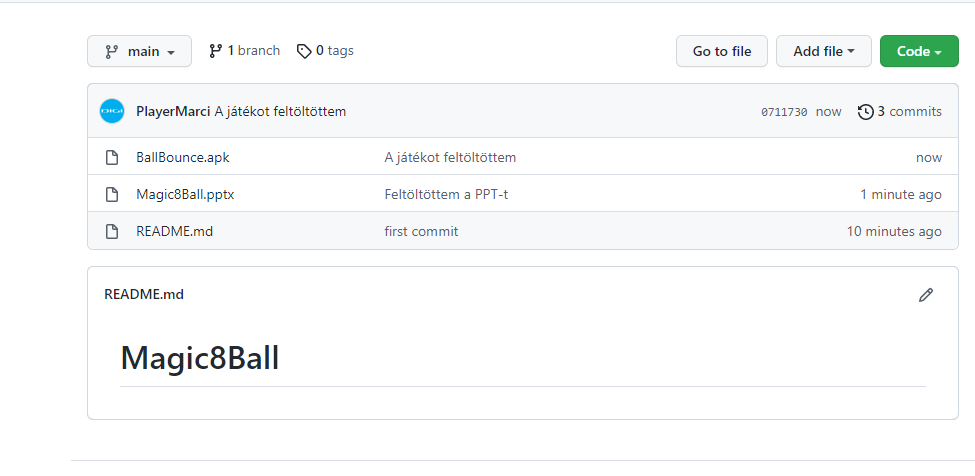 main 1 branch 0 tags Go to file Add file Code
DIGI PlayerMarci A játékot feltöltöttem 0711730 now 3 commits
BallBounce.apk A játékot feltöltöttem now
Magic8Ball.pptx Feltöltöttem a PPT-t 1 minute ago
README.md first commit 10 minutes ago
README.md
Magic8Ball